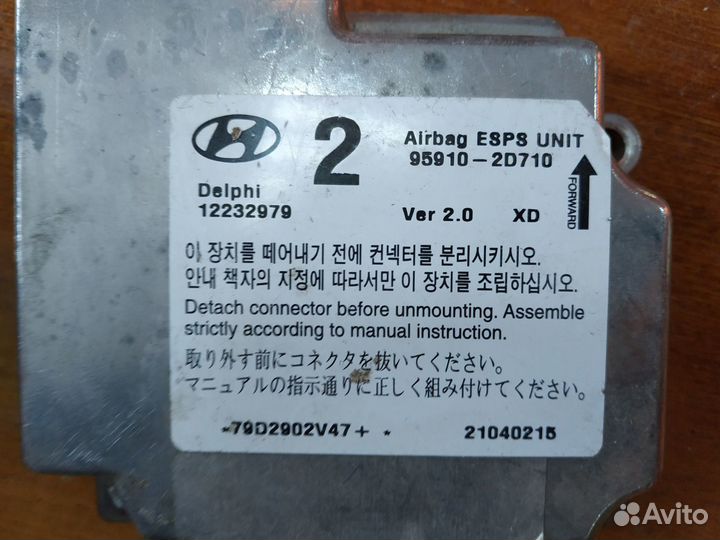 2
Airbag ESPS UNIT
95910-2D710
Delphi
12232979
Ver 2.0 XD
FORWARD
이 장치를 떼어내기 전에 컨넥터를 분리시키시오.
안내 책자의 지정에 따라서만 이 장치를 조립하십시오.
Detach connector before unmounting. Assemble
strictly according to manual instruction.
取り外す前にコネクタを抜いてください。
マニュアルの指示通りに正しく組み付けてください。
*79D2902V47+ * 21040215
Avito